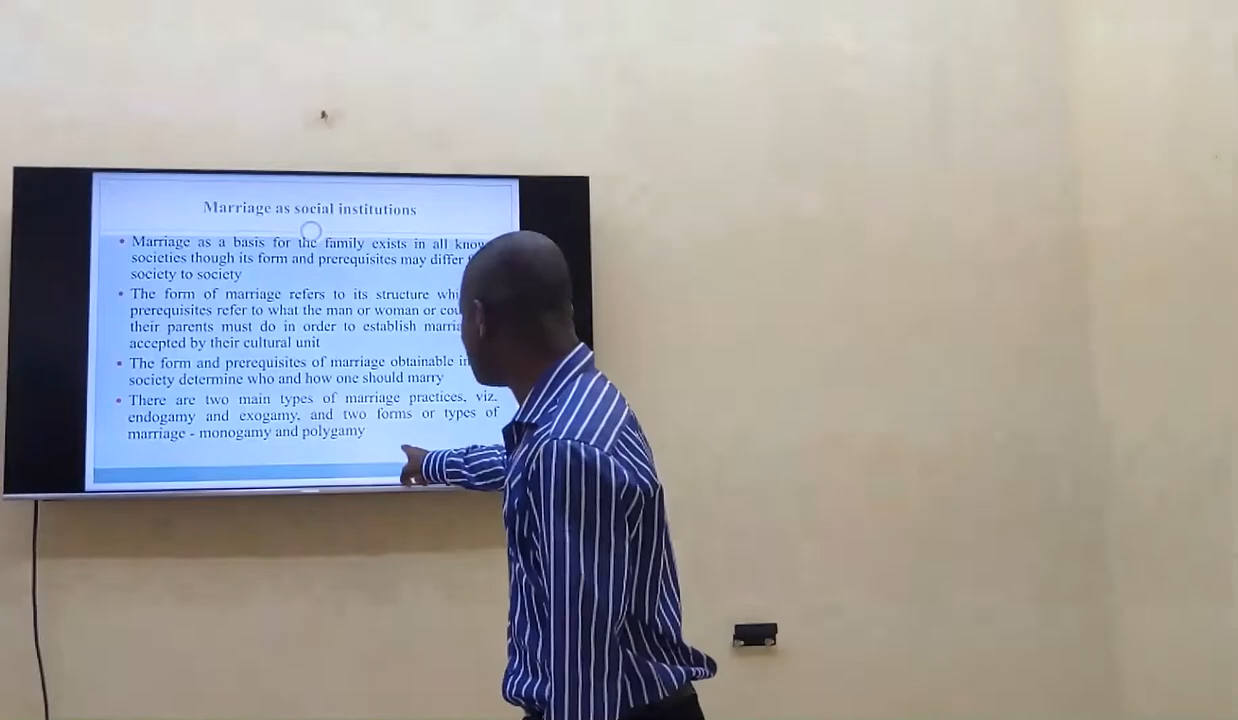 Marriage as social institutions
• Marriage as a basis for the family exists in all know
societies though its form and prerequisites may differ
society to society
• The form of marriage refers to its structure
prerequisites refer to what the man or woman or
their parents must do in order to establish
accepted by their cultural unit
• The form and prerequisites of marriage obtainable in
society determine who and how one should marry
• There are two main types of marriage practices, viz.
endogamy and exogamy, and two forms or types of
marriage - monogamy and polygamy